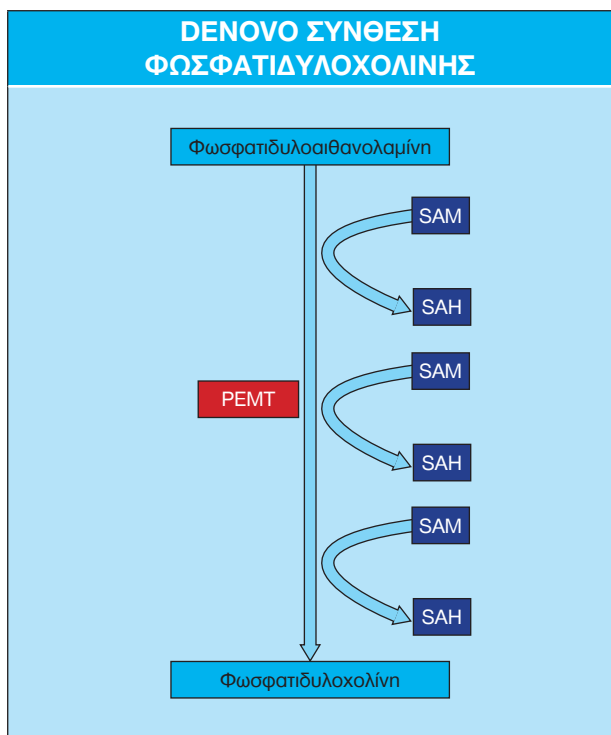 DENOVO ΣΥΝΘΕΣΗ
ΦΩΣΦΑΤΙΔΥΛΟΧΟΛΙΝΗΣ
Φωσφατιδυλοαιθανολαμίνη
SAM
SAH
SAM
PEMT
SAH
SAM
SAH
Φωσφατιδυλοχολίνη